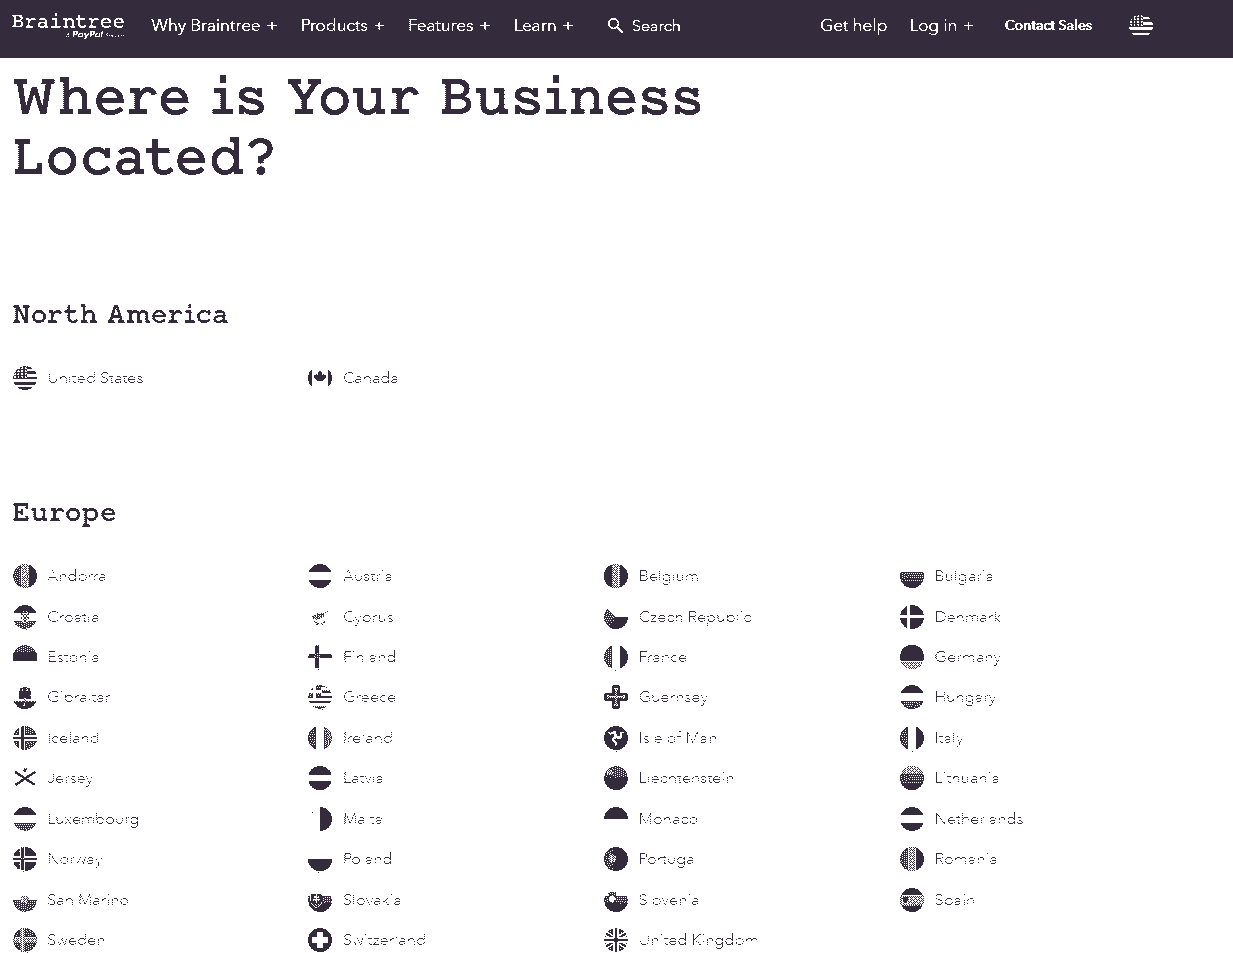 Braintree
A PayPal Service
Why Braintree + Products + Features + Learn + Search Get help Log in + Contact Sales
Where is Your Business
Located?
North America
United States Canada
Europe
Andorra Austria Belgium Bulgaria
Croatia Cyprus Czech Republic Denmark
Estonia Finland France Germany
Gibraltar Greece Guernsey Hungary
Iceland Ireland Isle of Man Italy
Jersey Latvia Liechtenstein Lithuania
Luxembourg Malta Monaco Netherlands
Norway Poland Portugal Romania
San Marino Slovakia Slovenia Spain
Sweden Switzerland United Kingdom